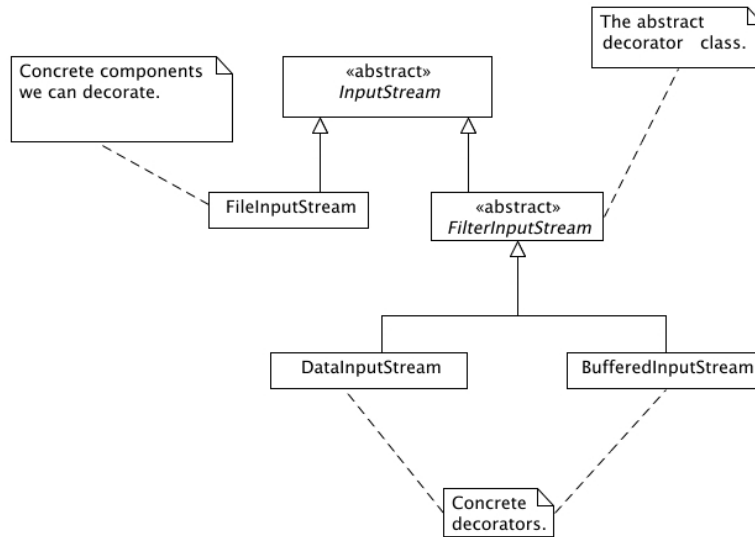 The abstract
decorator class.
Concrete components
we can decorate.
«abstract»
InputStream
FileInputStream
«abstract»
FilterInputStream
DataInputStream
BufferedInputStream
Concrete
decorators.